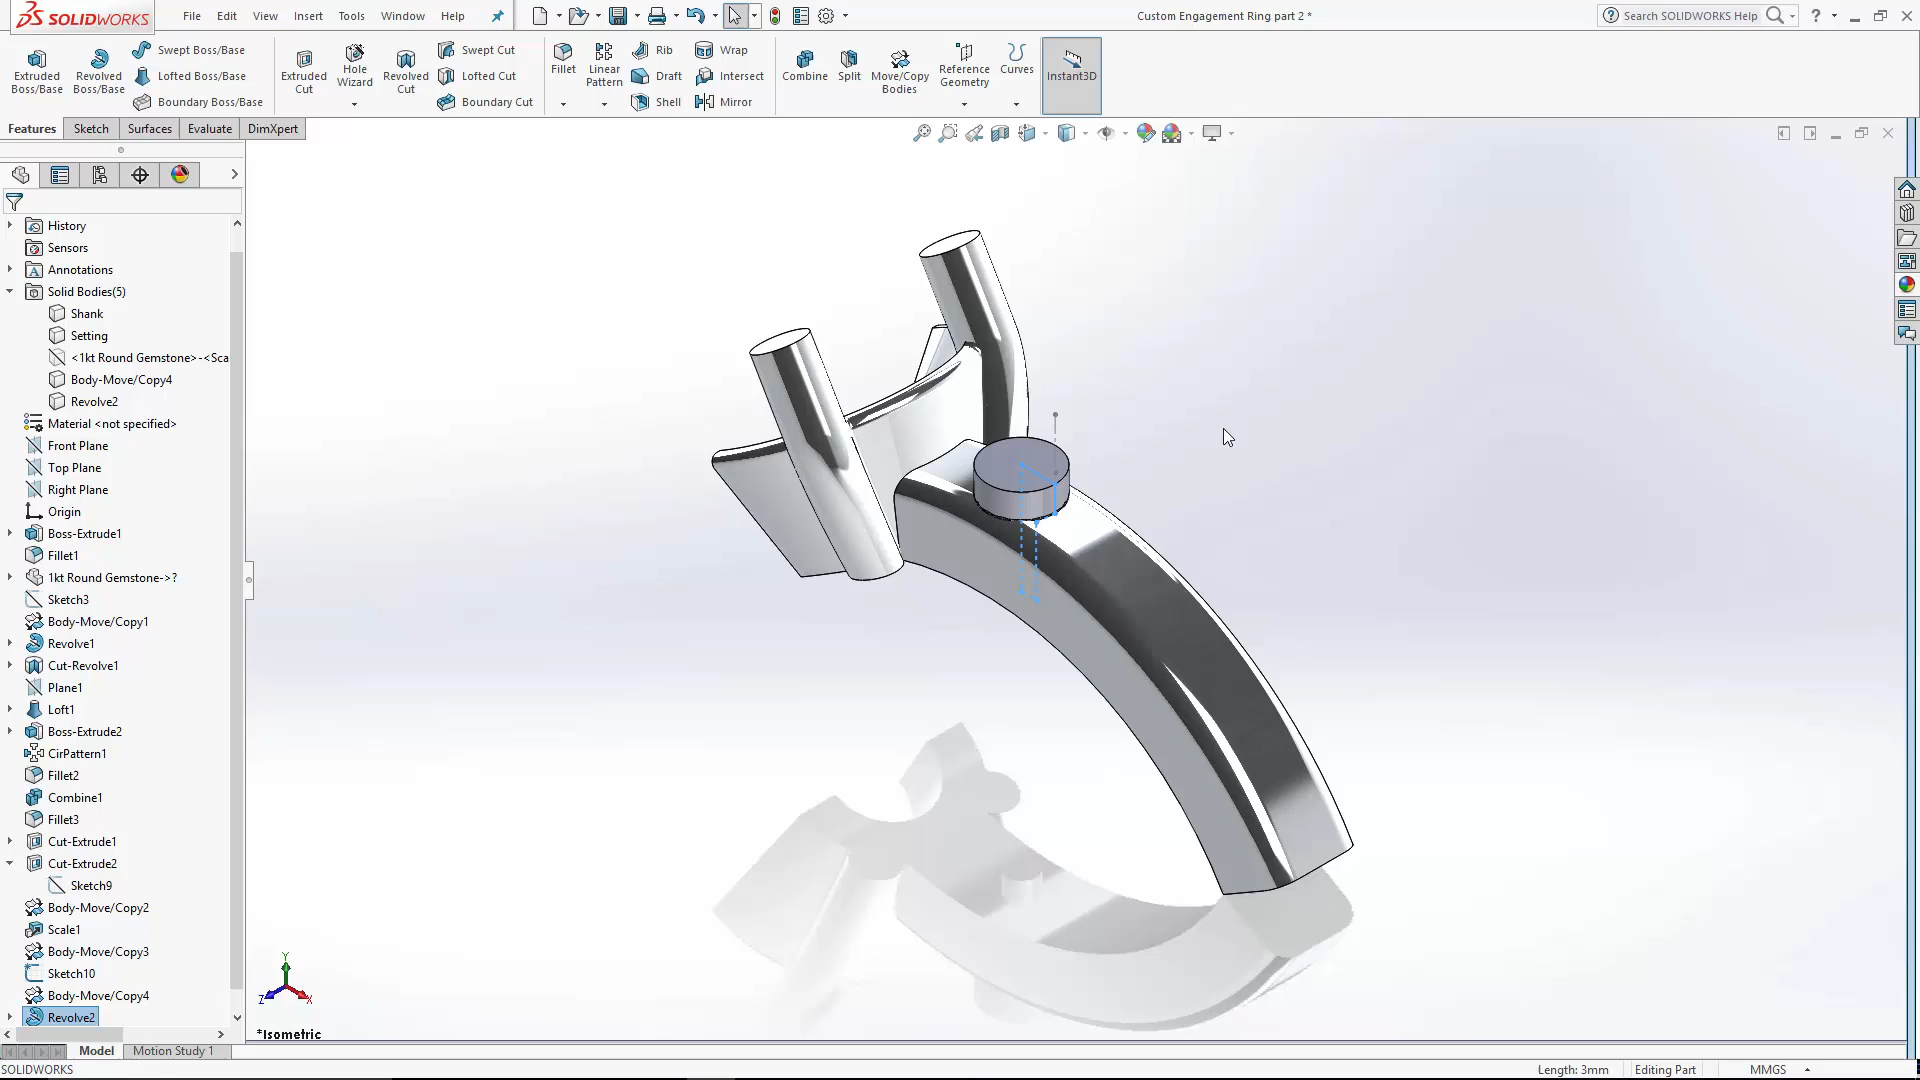 SOLIDWORKS
File Edit View Insert Tools Window Help
Custom Engagement Ring part 2 *
Search SOLIDWORKS Help
Extruded Boss/Base
Revolved Boss/Base
Swept Boss/Base
Lofted Boss/Base
Boundary Boss/Base
Extruded Cut
Hole Wizard
Revolved Cut
Swept Cut
Lofted Cut
Boundary Cut
Fillet
Linear Pattern
Rib
Draft
Shell
Wrap
Intersect
Mirror
Combine
Split
Move/Copy Bodies
Reference Geometry
Curves
Instant3D
Features Sketch Surfaces Evaluate DimXpert
History
Sensors
Annotations
Solid Bodies(5)
Shank
Setting
<1kt Round Gemstone>-<Sca
Body-Move/Copy4
Revolve2
Material <not specified>
Front Plane
Top Plane
Right Plane
Origin
Boss-Extrude1
Fillet1
1kt Round Gemstone->?
Sketch3
Body-Move/Copy1
Revolve1
Cut-Revolve1
Plane1
Loft1
Boss-Extrude2
CirPattern1
Fillet2
Combine1
Fillet3
Cut-Extrude1
Cut-Extrude2
Sketch9
Body-Move/Copy2
Scale1
Body-Move/Copy3
Sketch10
Body-Move/Copy4
Revolve2
Y
Z
X
*Isometric
Model Motion Study 1
SOLIDWORKS
Length: 3mm Editing Part MMGS